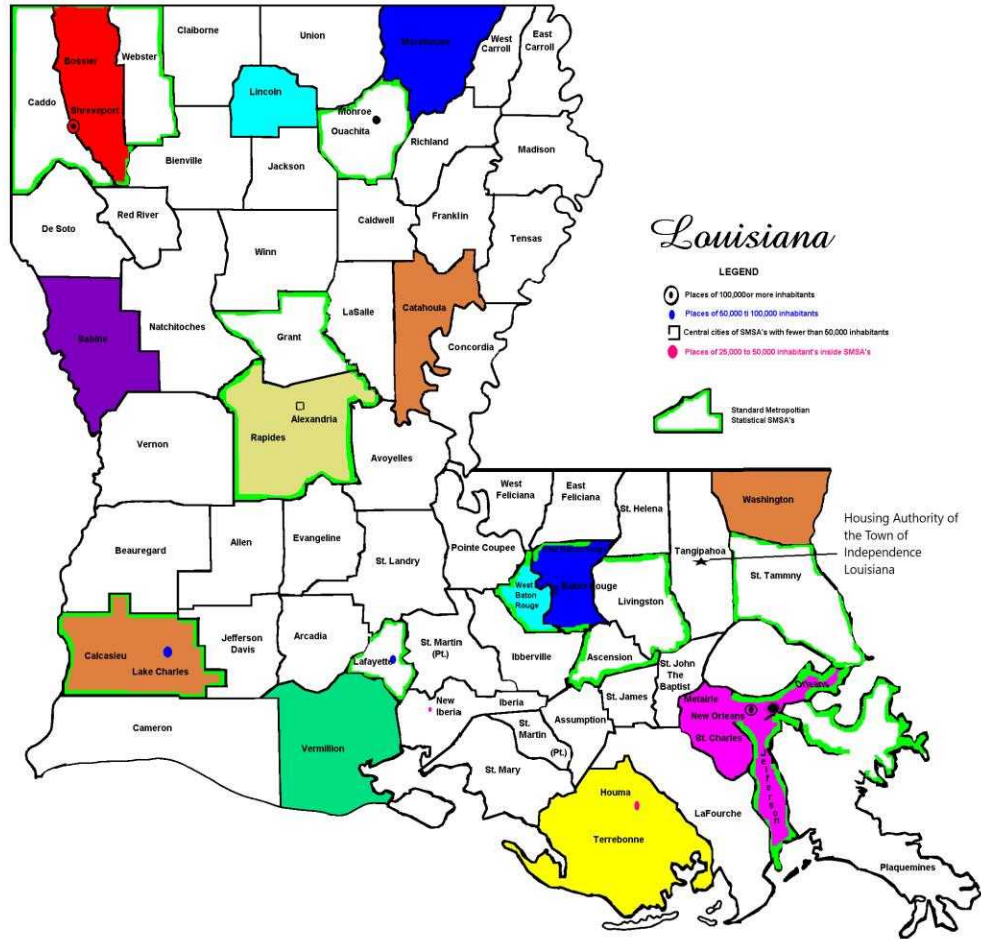 Claiborne
Union
Morehouse
West
Carroll
East
Carroll
Bossier
Webster
Caddo
Shreveport
Lincoln
Monroe
Ouachita
Richland
Madison
Bienville
Jackson
De Soto
Red River
Caldwell
Franklin
Tensas
Winn
Louisiana
LEGEND
Places of 100,000or more inhabitants
Places of 50,000 ti 100,000 inhabitants
Central cities of SMSA's with fewer than 50,000 inhabitants
Places of 25,000 to 50,000 inhabitant's inside SMSA's
Standard Metropoltian
Statistical SMSA's
Sabine
Natchitoches
Grant
LaSalle
Catahoula
Concordia
Alexandria
Rapides
Vernon
Avoyelles
West
Feliciana
East
Feliciana
St. Helena
Washington
Housing Authority of
the Town of
Independence
Louisiana
Beauregard
Allen
Evangeline
St. Landry
Pointe Coupee
Tangipahoa
St. Tammny
West
Baton
Rouge
Baton Rouge
Livingston
Calcasieu
Lake Charles
Jefferson
Davis
Arcadia
Lafayette
St. Martin
(Pt.)
Ibberville
Ascension
St. John
The
Baptist
St. James
Cameron
Vermillion
New
Iberia
Iberia
St.
Martin
(Pt.)
Assumption
St. Mary
Metairie
Orleans
New Orleans
St. Charles
Jefferson
Houma
Terrebonne
LaFourche
Plaquemines